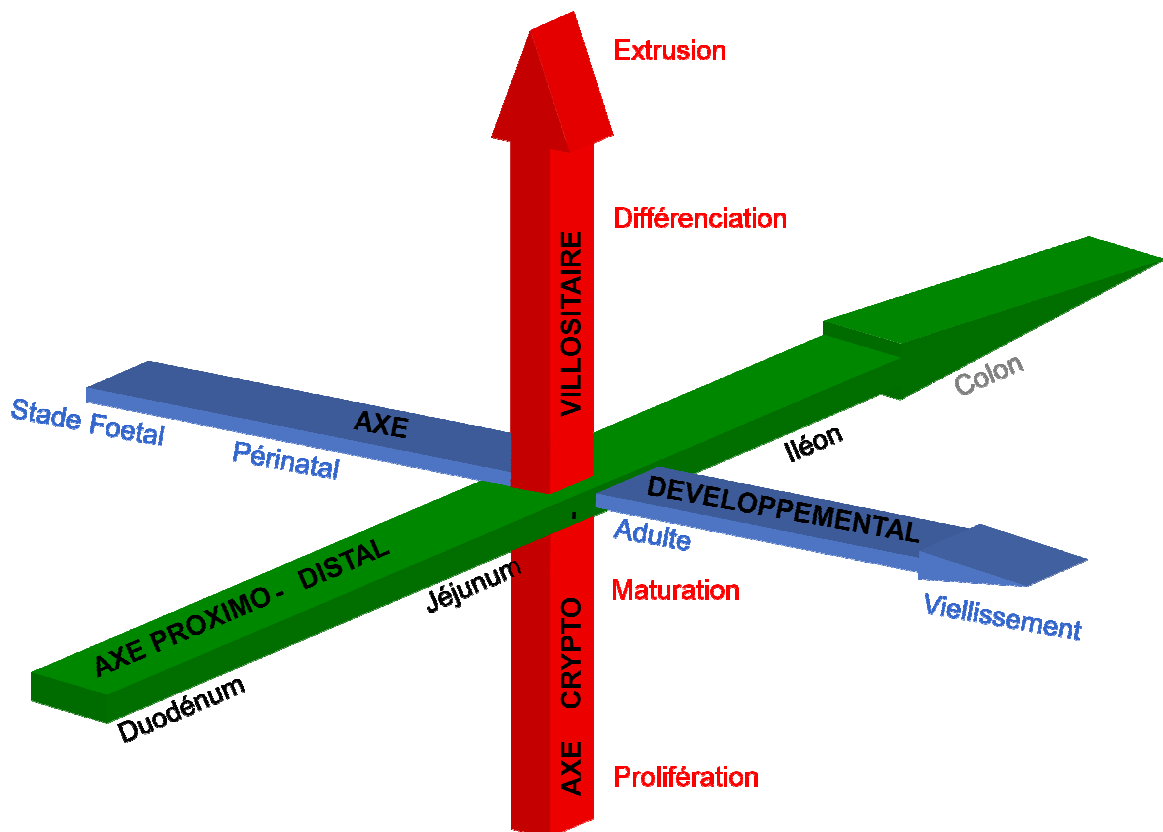 Extrusion
Différenciation
AXE CRYPTO VILLOSITAIRE
Maturation
Prolifération
AXE DEVELOPPEMENTAL
Stade Foetal
Périnatal
Adulte
Viellissement
AXE PROXIMO - DISTAL
Duodénum
Jéjunum
Iléon
Colon